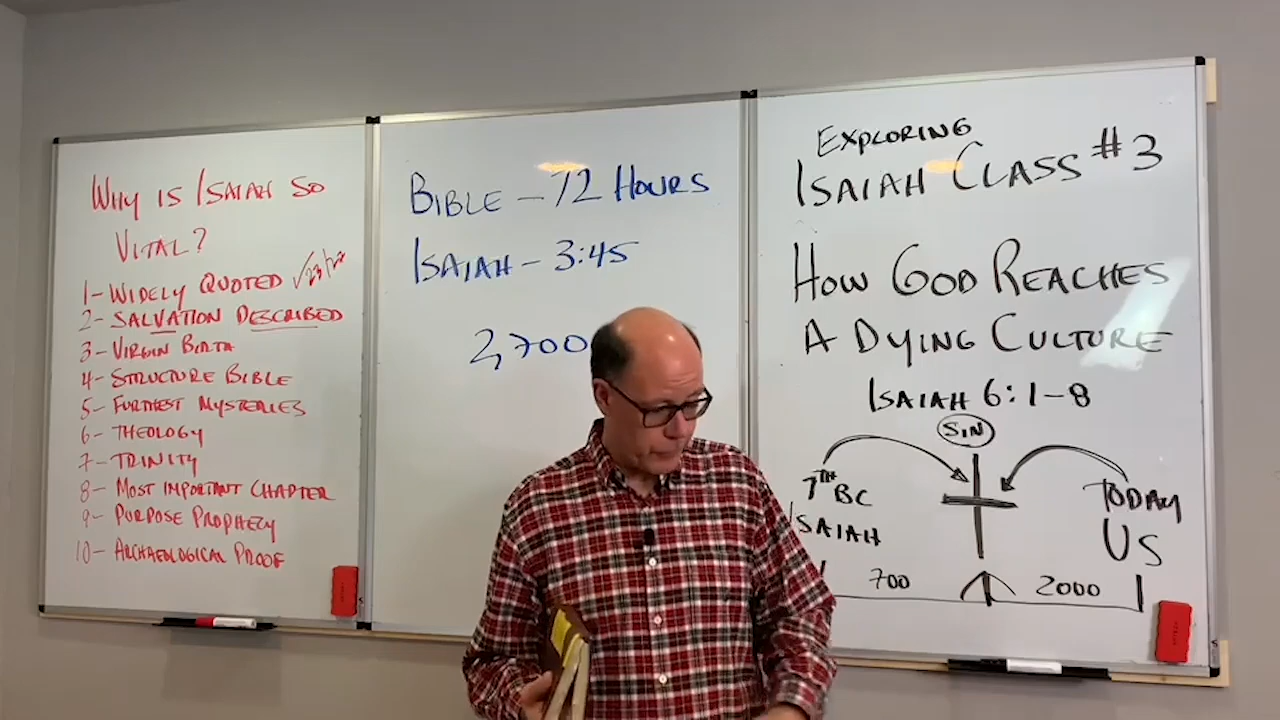 WHY IS ISAIAH SO
VITAL?
1- WIDELY QUOTED
2- SALVATION DESCRIBED
3- VIRGIN BIRTH
4- STRUCTURE BIBLE
5- FURTHEST MYSTERIES
6- THEOLOGY
7- TRINITY
8- MOST IMPORTANT CHAPTER
9- PURPOSE PROPHECY
10- ARCHAEOLOGICAL PROOF
BIBLE - 72 HOURS
ISAIAH - 3:45
2,700
EXPLORING
ISAIAH CLASS #3
HOW GOD REACHES
A DYING CULTURE
ISAIAH 6:1-8
SIN
7TH BC
ISAIAH
TODAY
US
700
2000